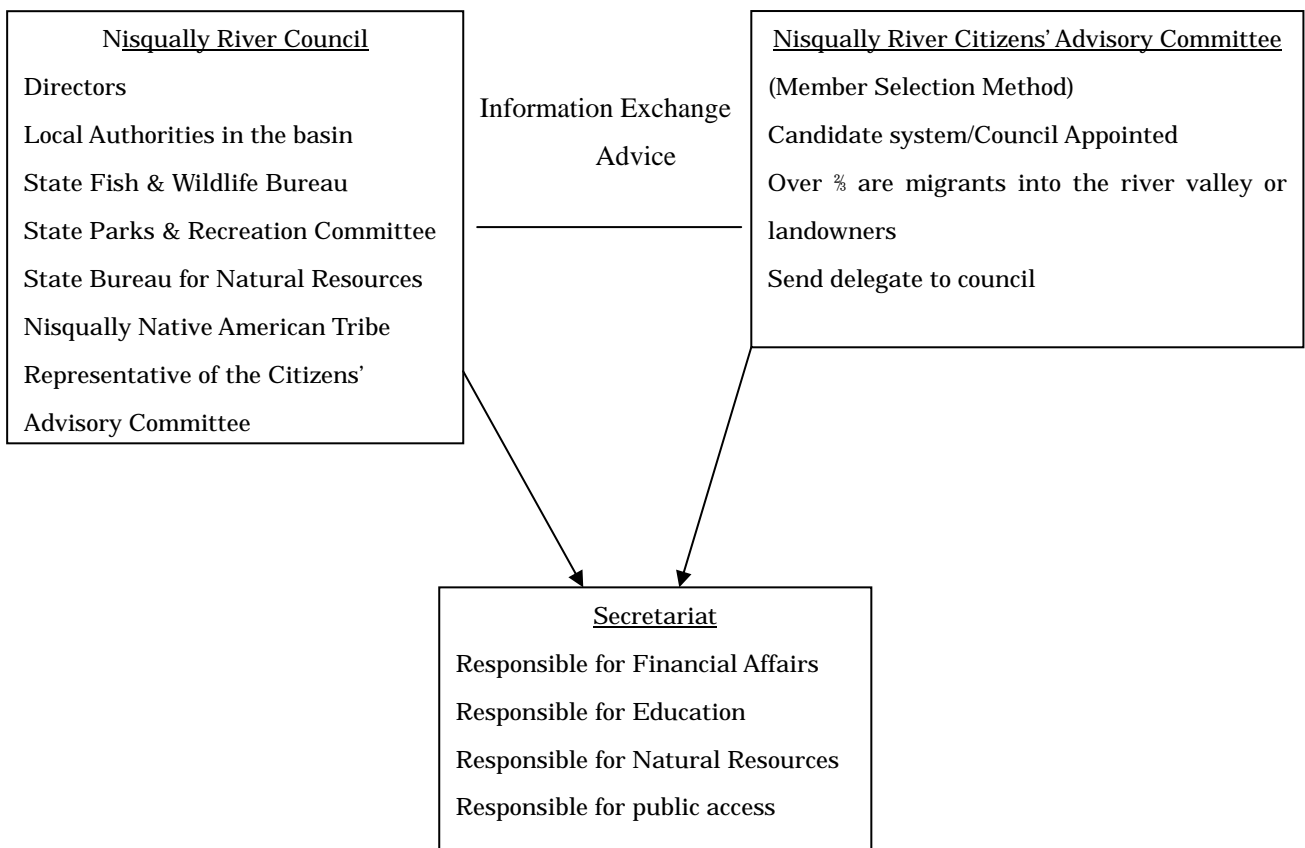 Nisqually River Council
Directors
Local Authorities in the basin
State Fish & Wildlife Bureau
State Parks & Recreation Committee
State Bureau for Natural Resources
Nisqually Native American Tribe
Representative of the Citizens’
Advisory Committee
Information Exchange
Advice
Nisqually River Citizens’ Advisory Committee
(Member Selection Method)
Candidate system/Council Appointed
Over ⅔ are migrants into the river valley or
landowners
Send delegate to council
Secretariat
Responsible for Financial Affairs
Responsible for Education
Responsible for Natural Resources
Responsible for public access